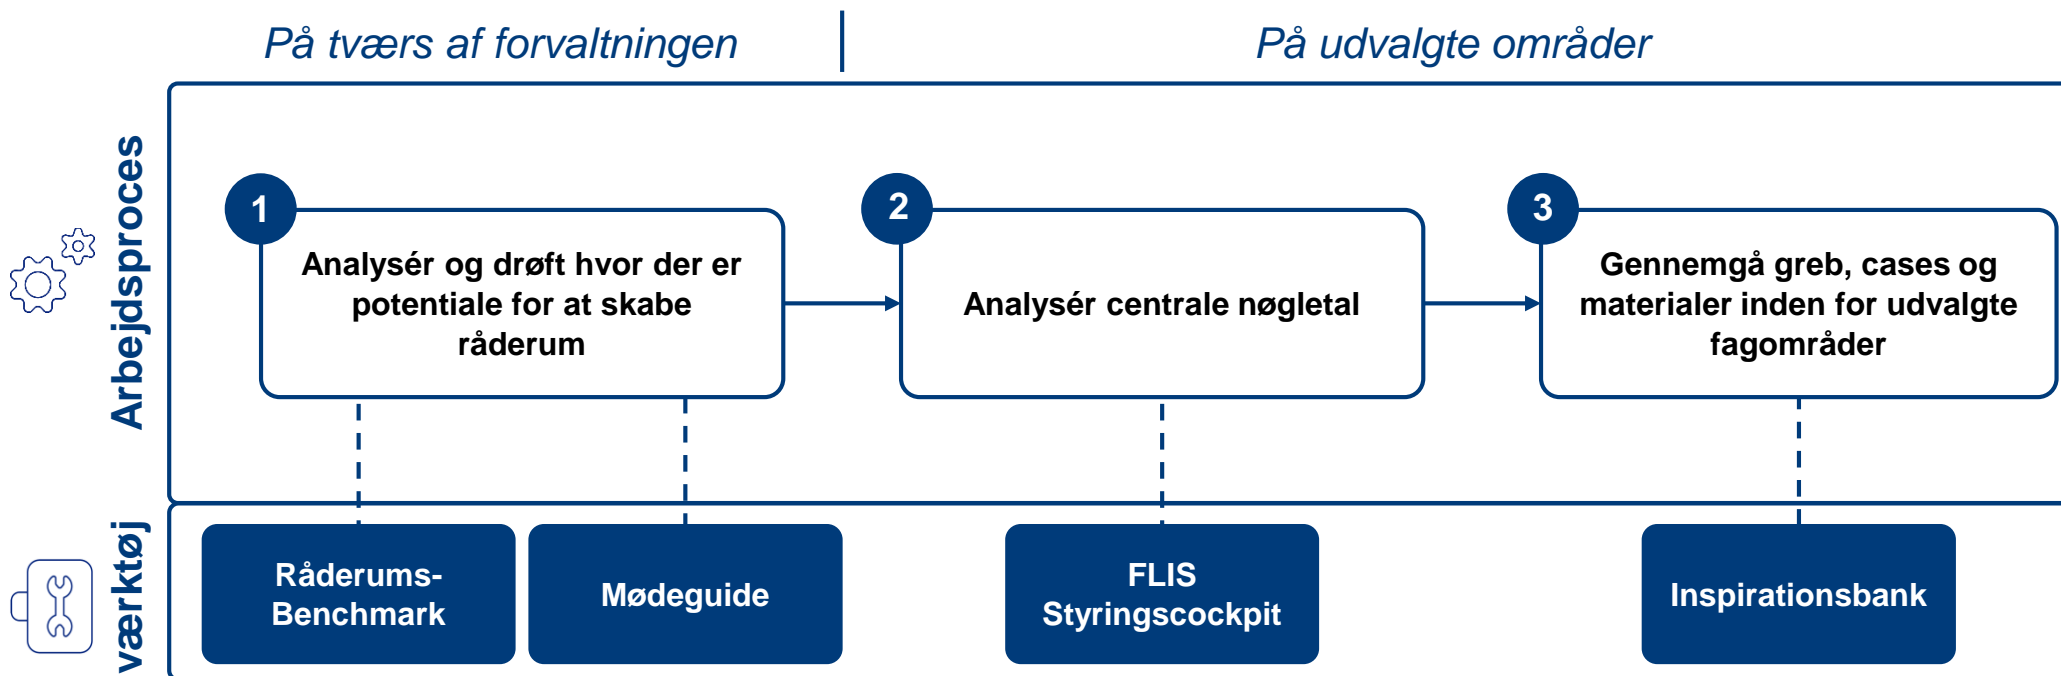 På tværs af forvaltningen
På udvalgte områder
Arbejdsproces
1
Analysér og drøft hvor der er
potentiale for at skabe
råderum
2
Analysér centrale nøgletal
3
Gennemgå greb, cases og
materialer inden for udvalgte
fagområder
værktøj
Råderums-
Benchmark
Mødeguide
FLIS
Styringscockpit
Inspirationsbank